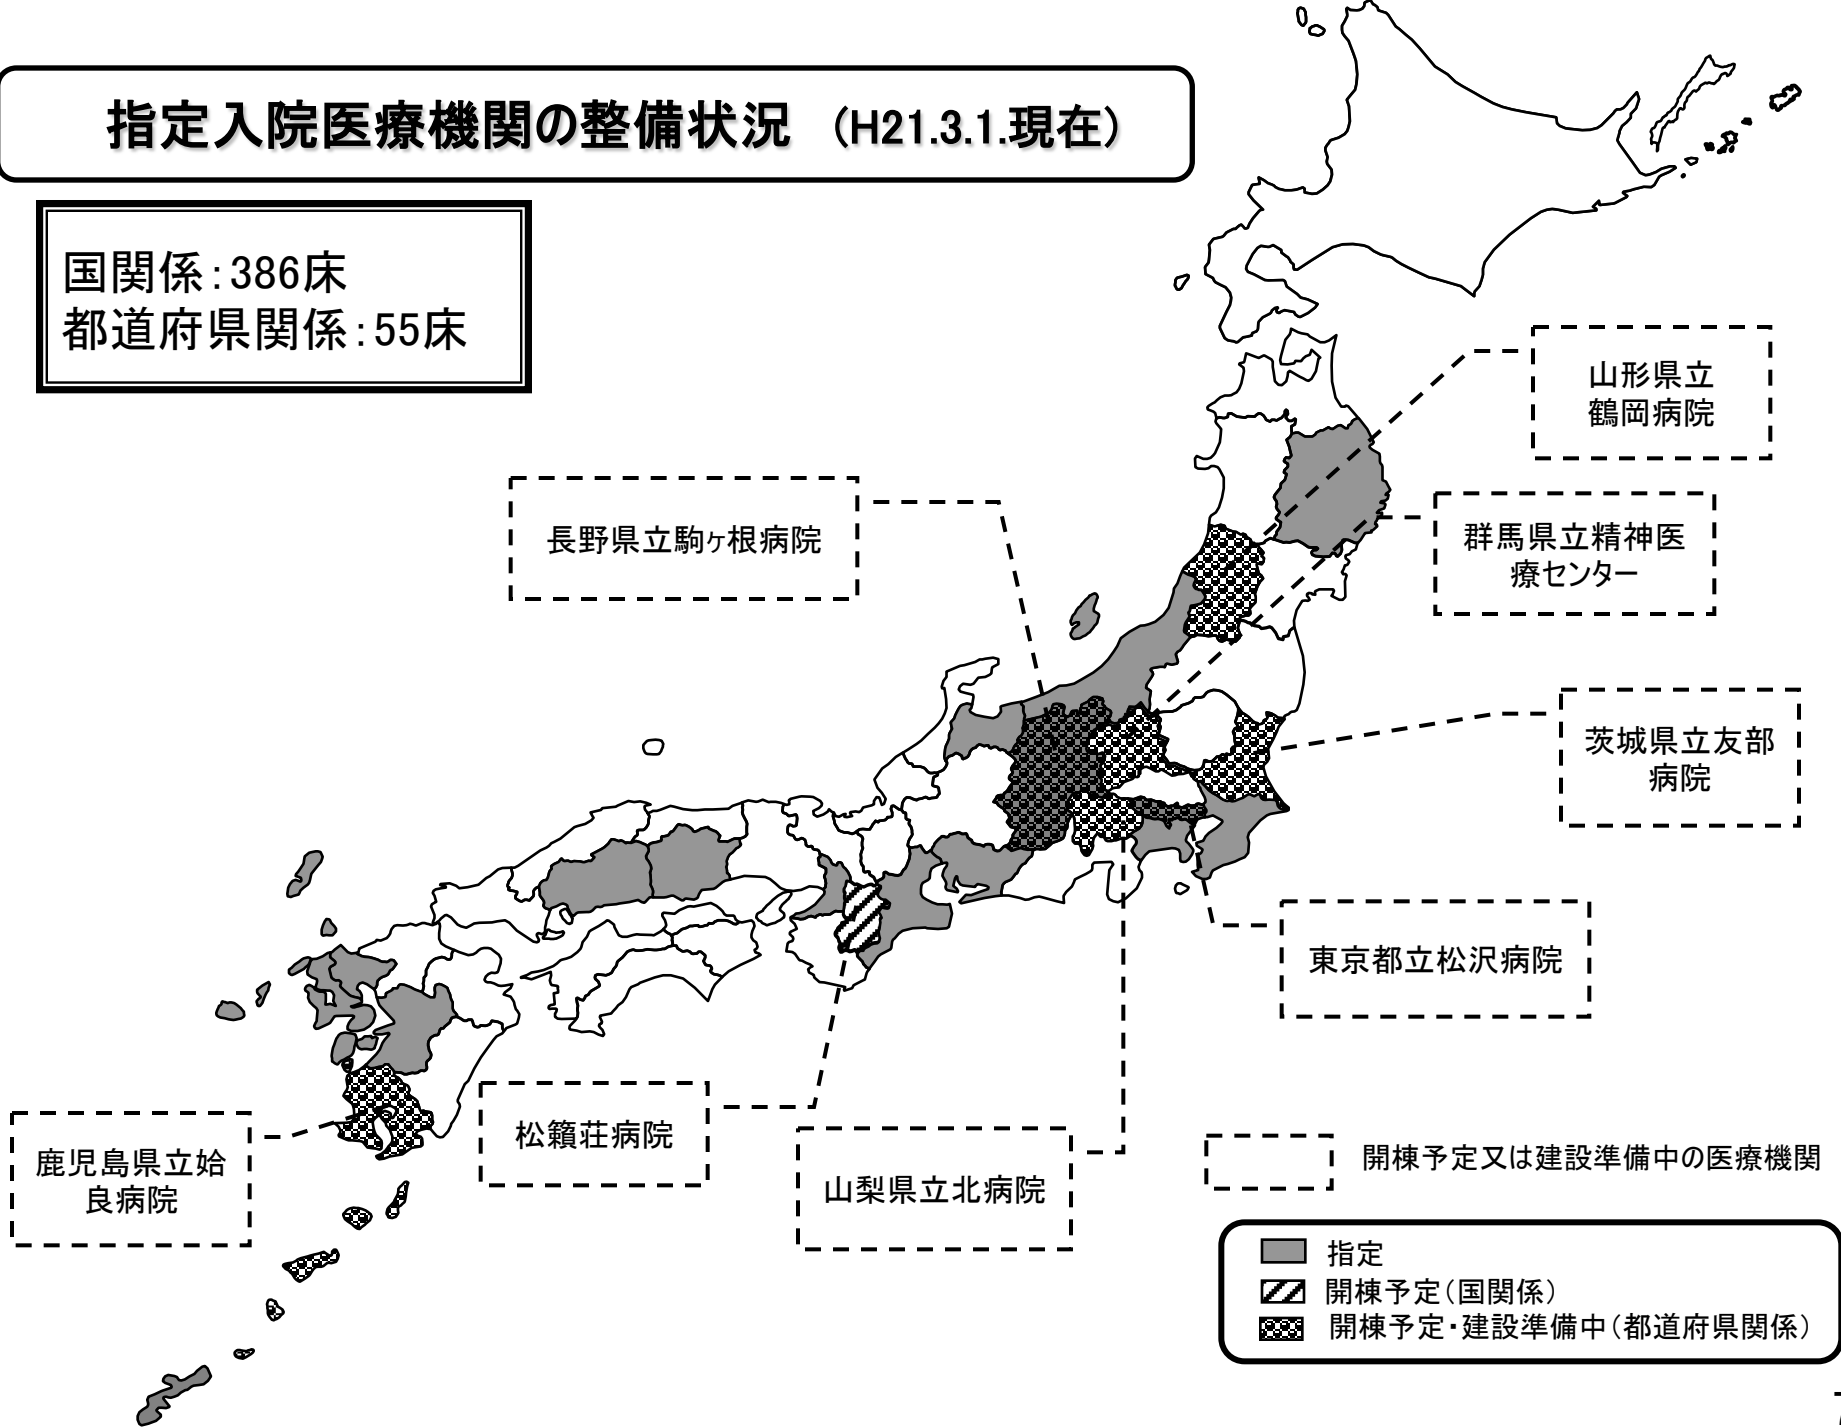 指定入院医療機関の整備状況 （H21.3.1.現在）
国関係：386床
都道府県関係：55床
山形県立
鶴岡病院
長野県立駒ヶ根病院
群馬県立精神医
療センター
茨城県立友部
病院
東京都立松沢病院
松籟荘病院
山梨県立北病院
鹿児島県立姶
良病院
開棟予定又は建設準備中の医療機関
指定
開棟予定（国関係）
開棟予定・建設準備中（都道府県関係）